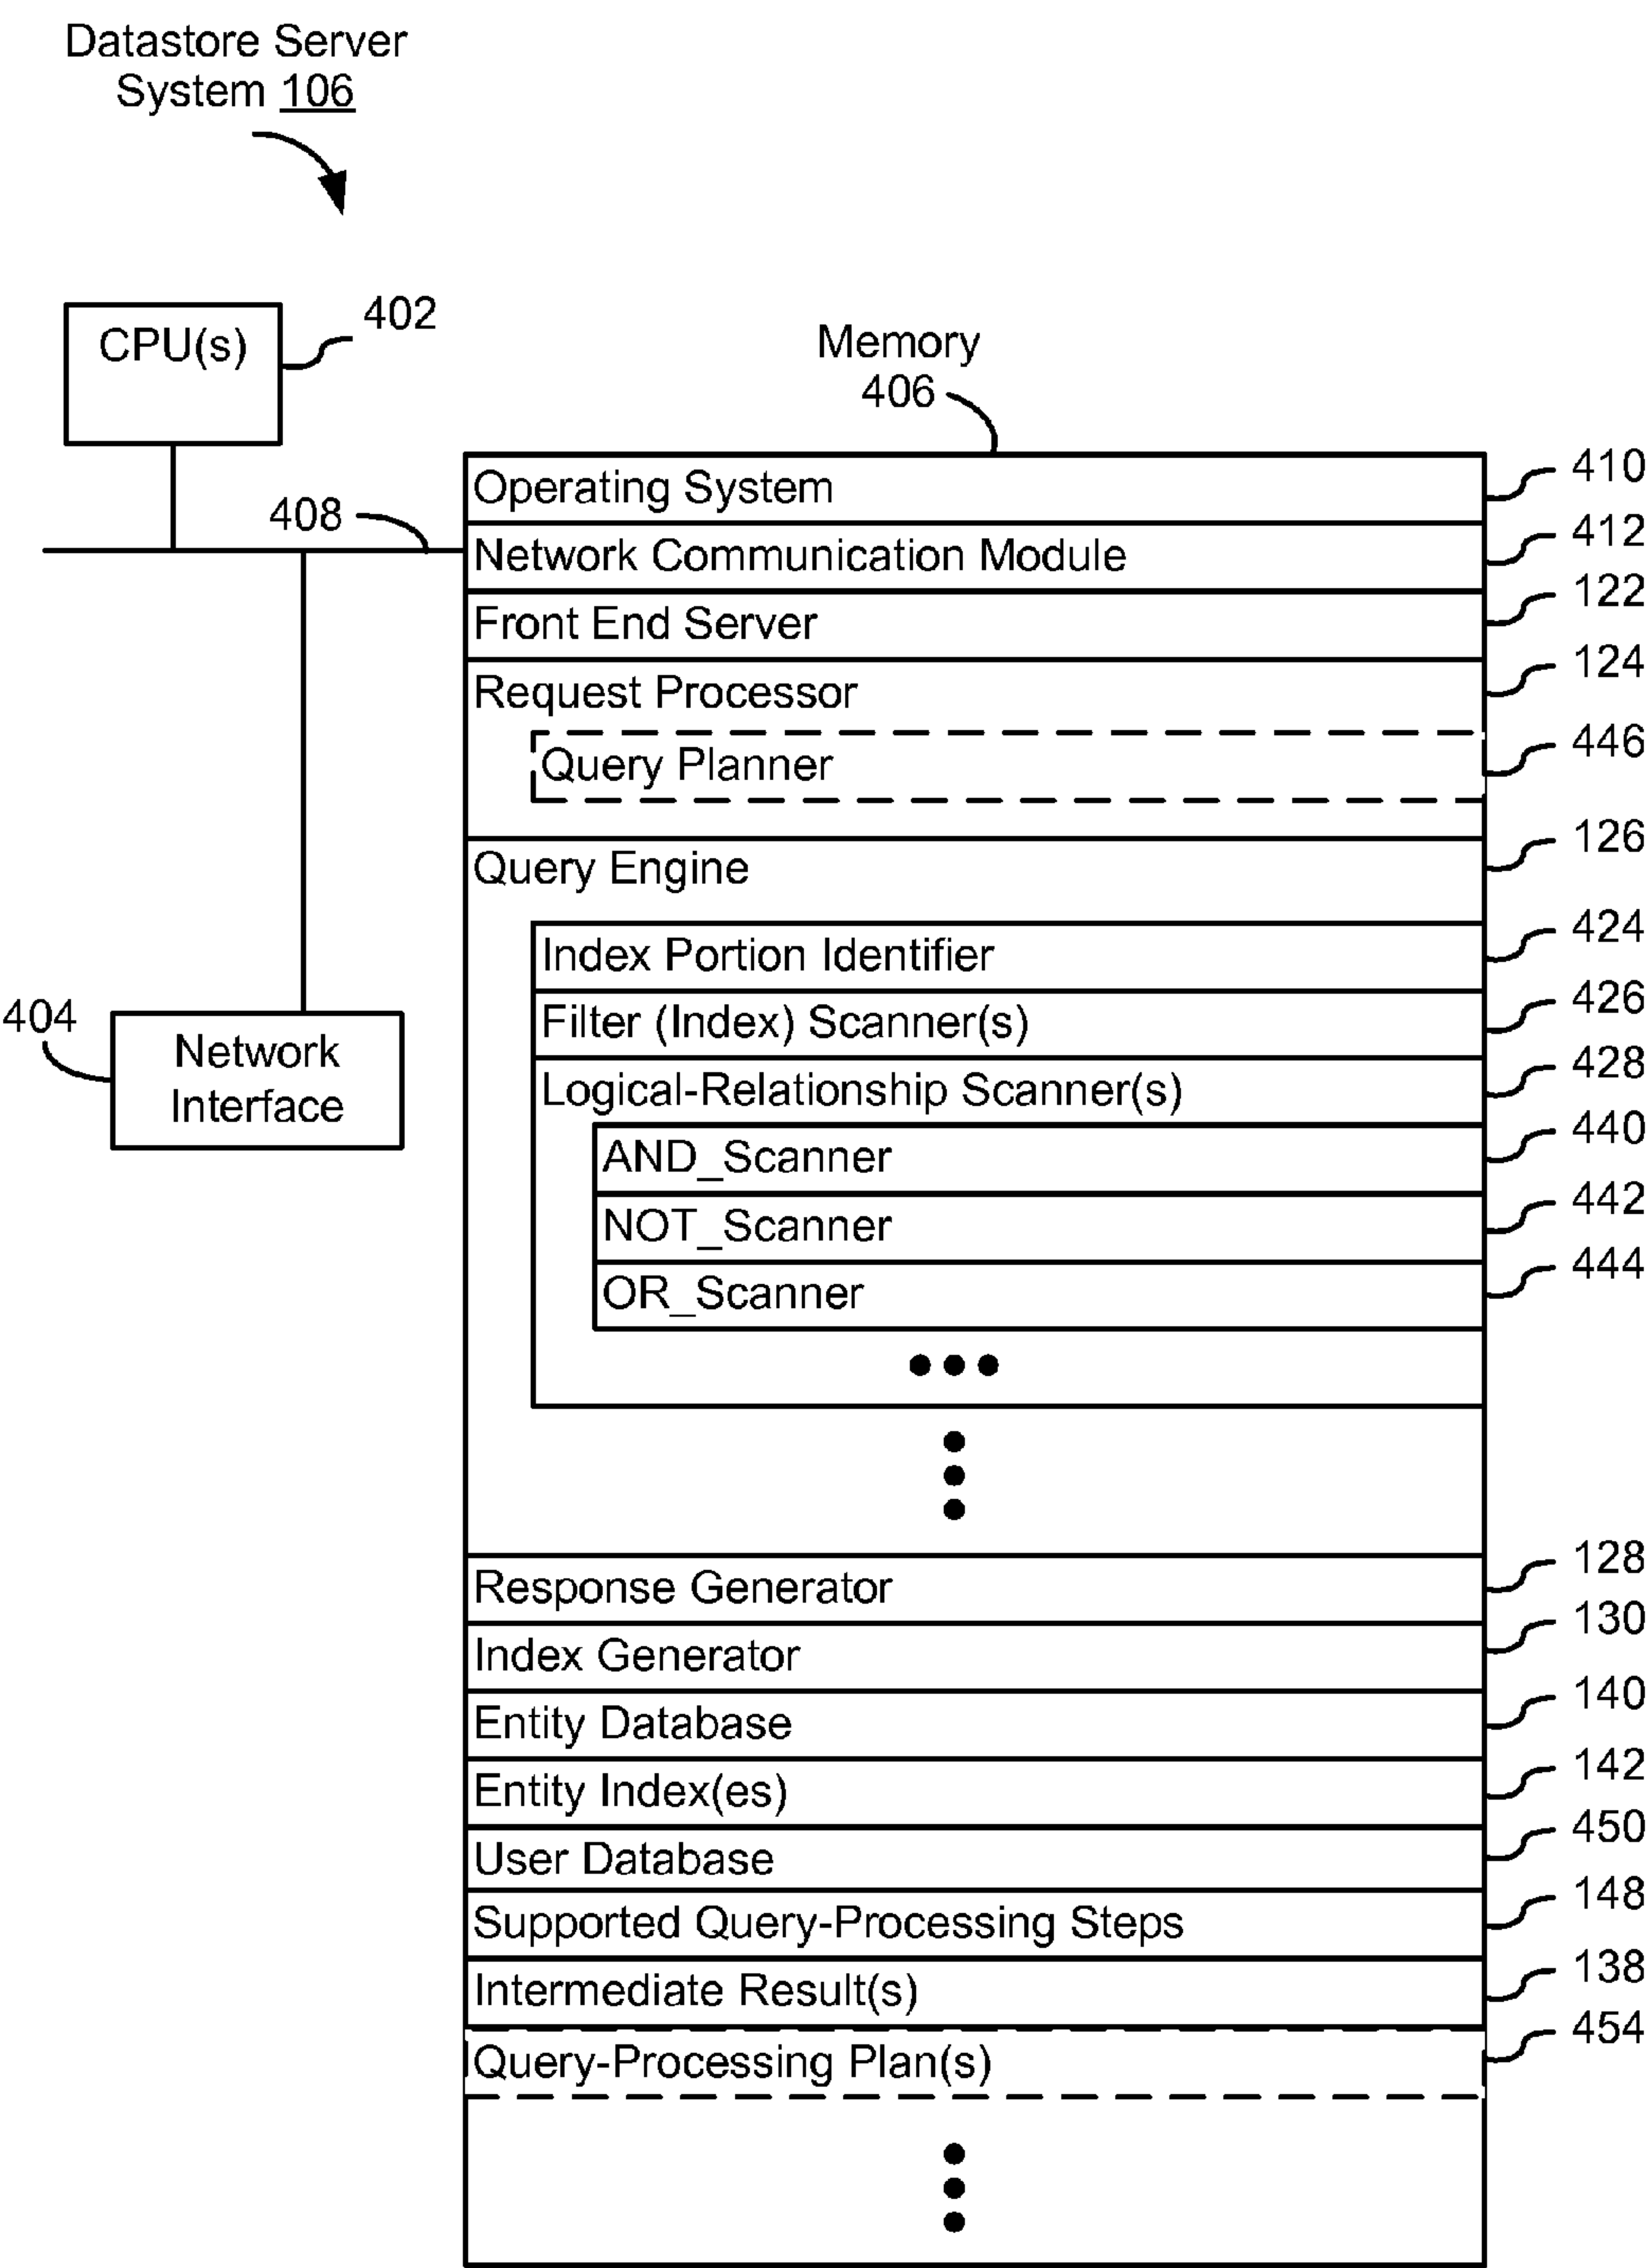 Datastore Server
System 106
CPU(s)
402
Memory
406
408
Operating System
410
Network Communication Module
412
Front End Server
122
Request Processor
124
Query Planner
446
Query Engine
126
Index Portion Identifier
424
Filter (Index) Scanner(s)
426
Logical-Relationship Scanner(s)
428
AND_Scanner
440
NOT_Scanner
442
OR_Scanner
444
404
Network
Interface
Response Generator
128
Index Generator
130
Entity Database
140
Entity Index(es)
142
User Database
450
Supported Query-Processing Steps
148
Intermediate Result(s)
138
Query-Processing Plan(s)
454